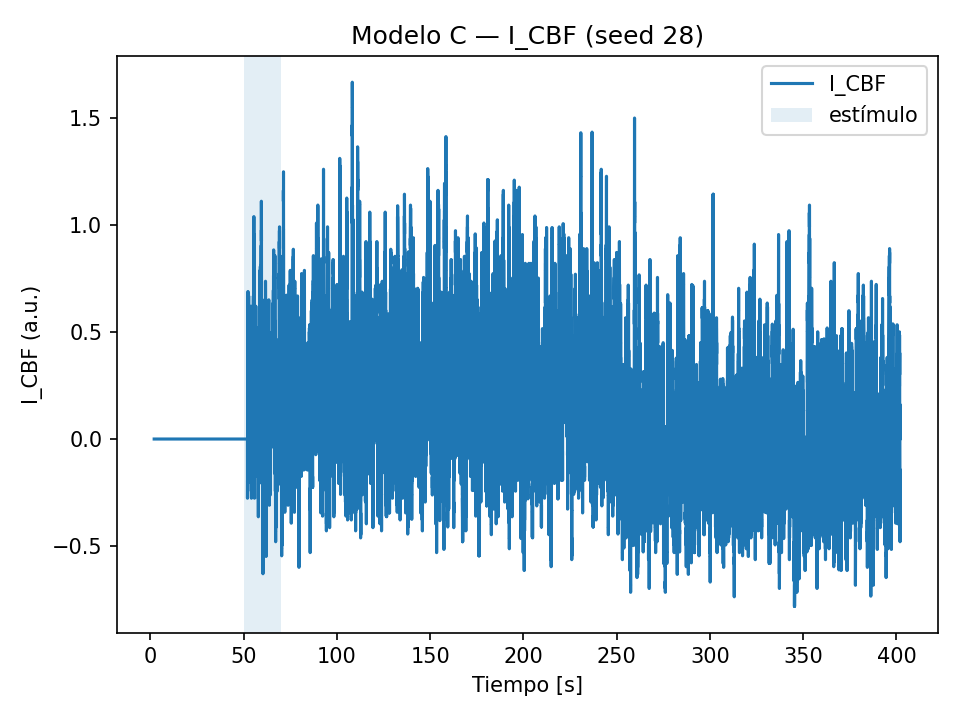 Modelo C — I_CBF (seed 28)
I_CBF
estímulo
1.5
1.0
0.5
0.0
−0.5
I_CBF (a.u.)
0 50 100 150 200 250 300 350 400
Tiempo [s]